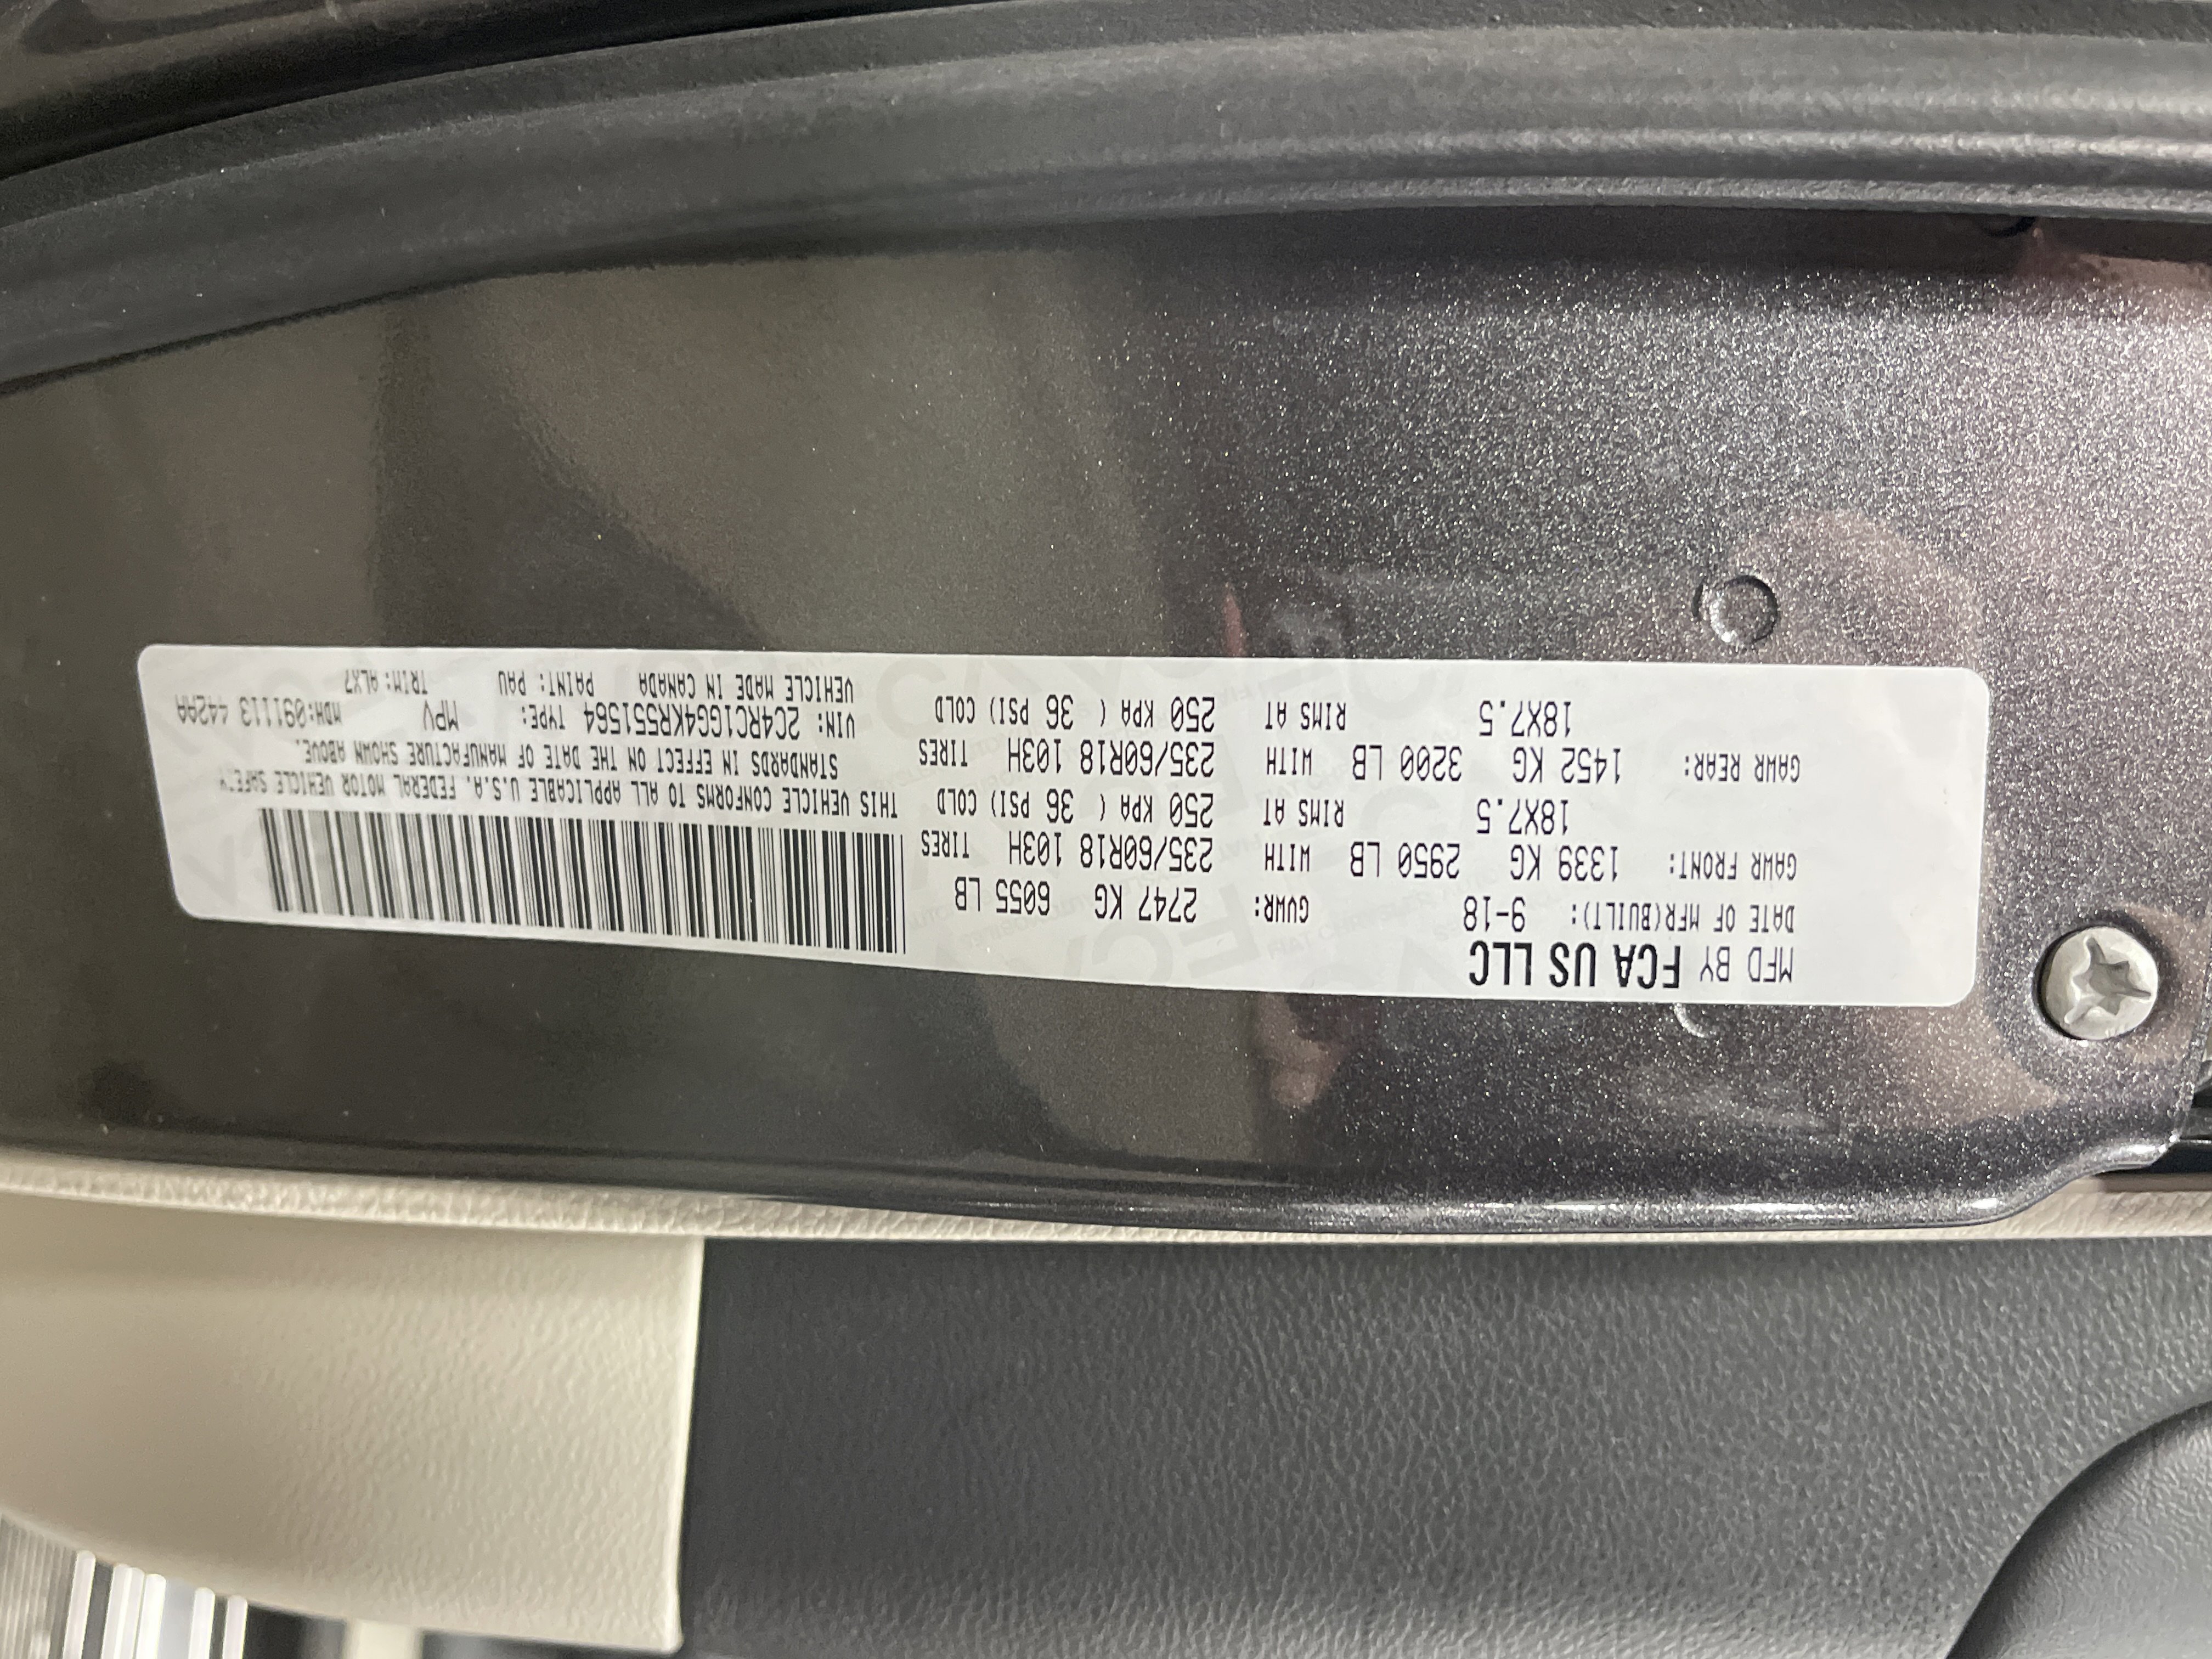 MFD BY FCA US LLC
DATE OF MFR(BUILT): 9-18 GVWR: 2747 KG 6055 LB
GAWR FRONT: 1339 KG 2950 LB WITH 235/60R18 103H TIRES
18X7.5 RIMS AT 250 KPA ( 36 PSI) COLD
GAWR REAR: 1452 KG 3200 LB WITH 235/60R18 103H TIRES
18X7.5 RIMS AT 250 KPA ( 36 PSI) COLD
THIS VEHICLE CONFORMS TO ALL APPLICABLE U.S.A. FEDERAL MOTOR VEHICLE SAFETY
STANDARDS IN EFFECT ON THE DATE OF MANUFACTURE SHOWN ABOVE.
VIN: 2C4RC1GG4KR551564 TYPE: MPV MDH:091113 442AA
VEHICLE MADE IN CANADA PAINT: PAU TRIM: ALX7